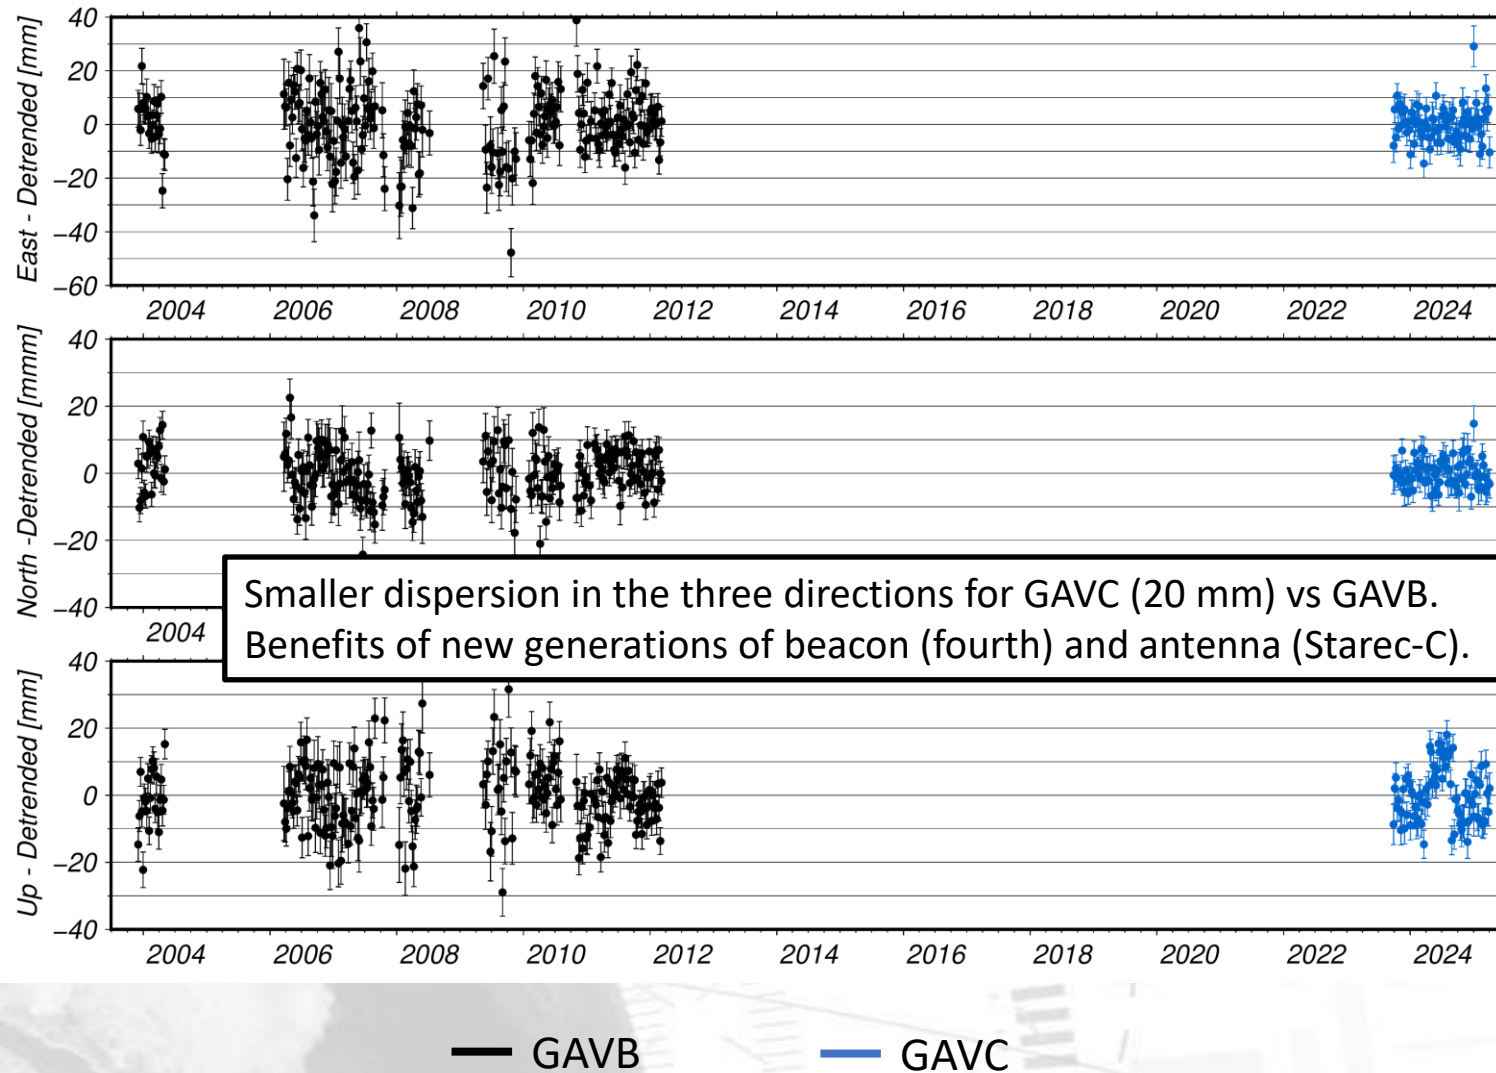 East - Detrended [mm]
40
20
0
−20
−40
−60
2004 2006 2008 2010 2012 2014 2016 2018 2020 2022 2024
North -Detrended [mmm]
40
20
0
−20
−40
2004
Smaller dispersion in the three directions for GAVC (20 mm) vs GAVB.
Benefits of new generations of beacon (fourth) and antenna (Starec-C).
Up - Detrended [mm]
40
20
0
−20
−40
2004 2006 2008 2010 2012 2014 2016 2018 2020 2022 2024
GAVB GAVC